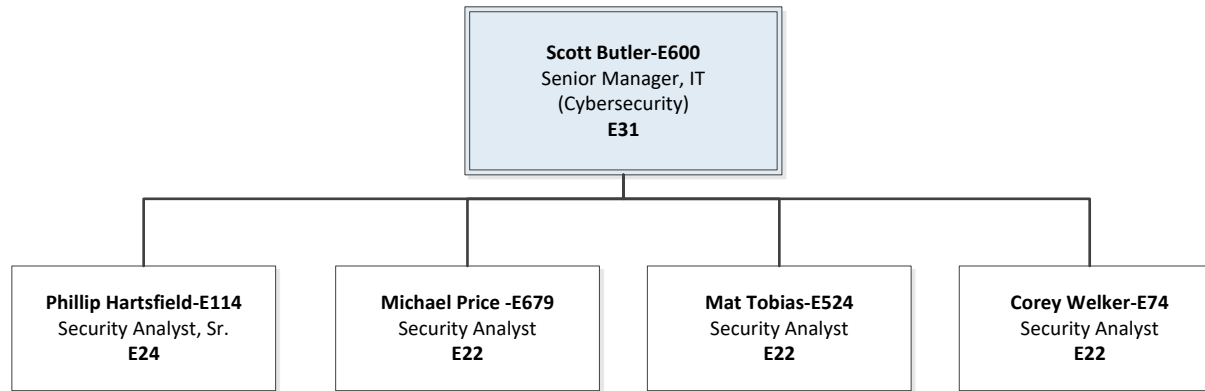 Scott Butler-E600
Senior Manager, IT
(Cybersecurity)
E31
Phillip Hartsfield-E114
Security Analyst, Sr.
E24
Michael Price -E679
Security Analyst
E22
Mat Tobias-E524
Security Analyst
E22
Corey Welker-E74
Security Analyst
E22